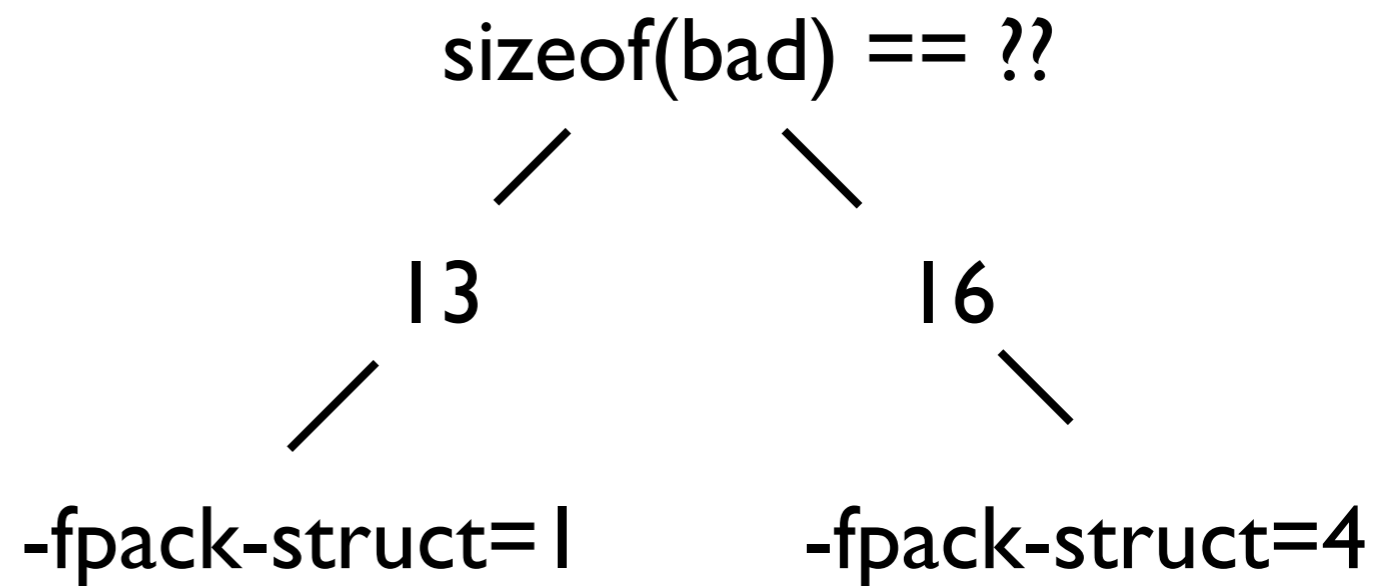 sizeof(bad) == ??
13 16
-fpack-struct=1 -fpack-struct=4